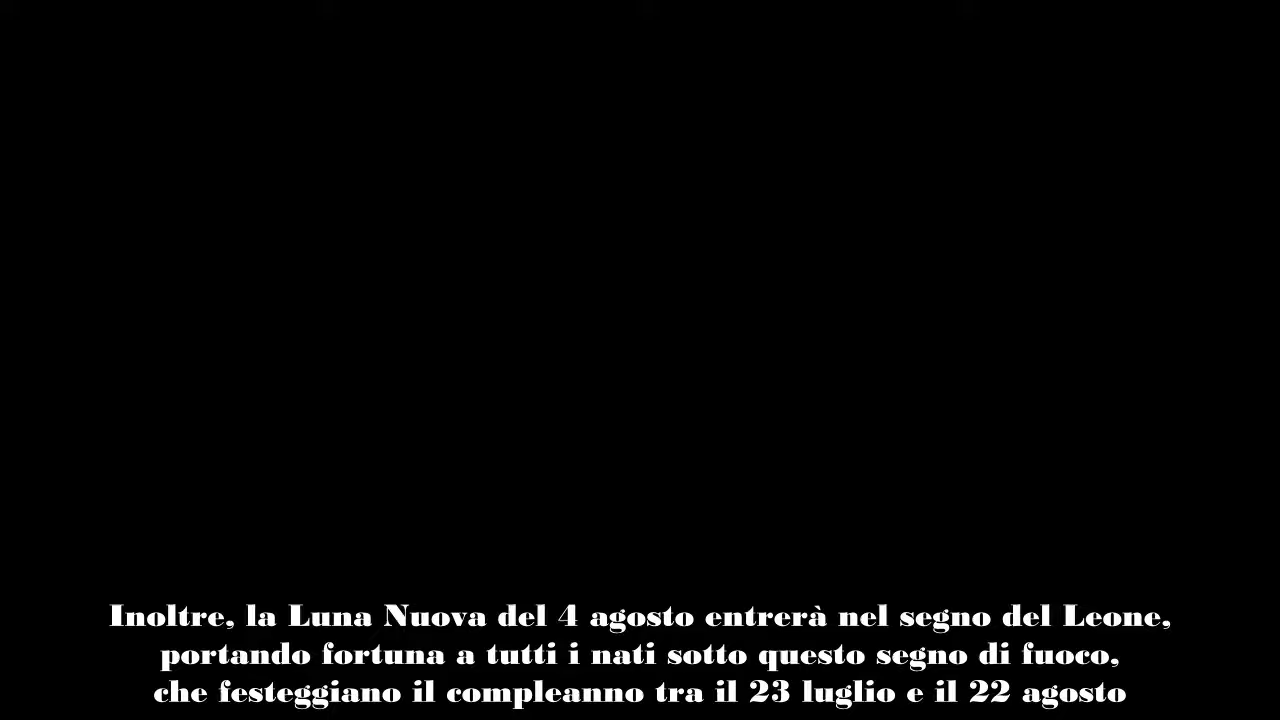 Inoltre, la Luna Nuova del 4 agosto entrerà nel segno del Leone,
portando fortuna a tutti i nati sotto questo segno di fuoco,
che festeggiano il compleanno tra il 23 luglio e il 22 agosto